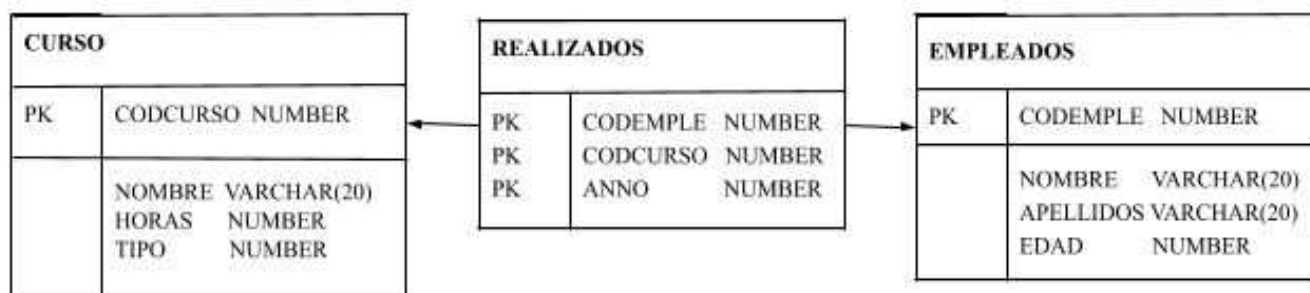 CURSO
PK CODCURSO NUMBER
NOMBRE VARCHAR(20)
HORAS NUMBER
TIPO NUMBER
REALIZADOS
PK CODEMPLE NUMBER
PK CODCURSO NUMBER
PK ANNO NUMBER
EMPLEADOS
PK CODEMPLE NUMBER
NOMBRE VARCHAR(20)
APELLIDOS VARCHAR(20)
EDAD NUMBER